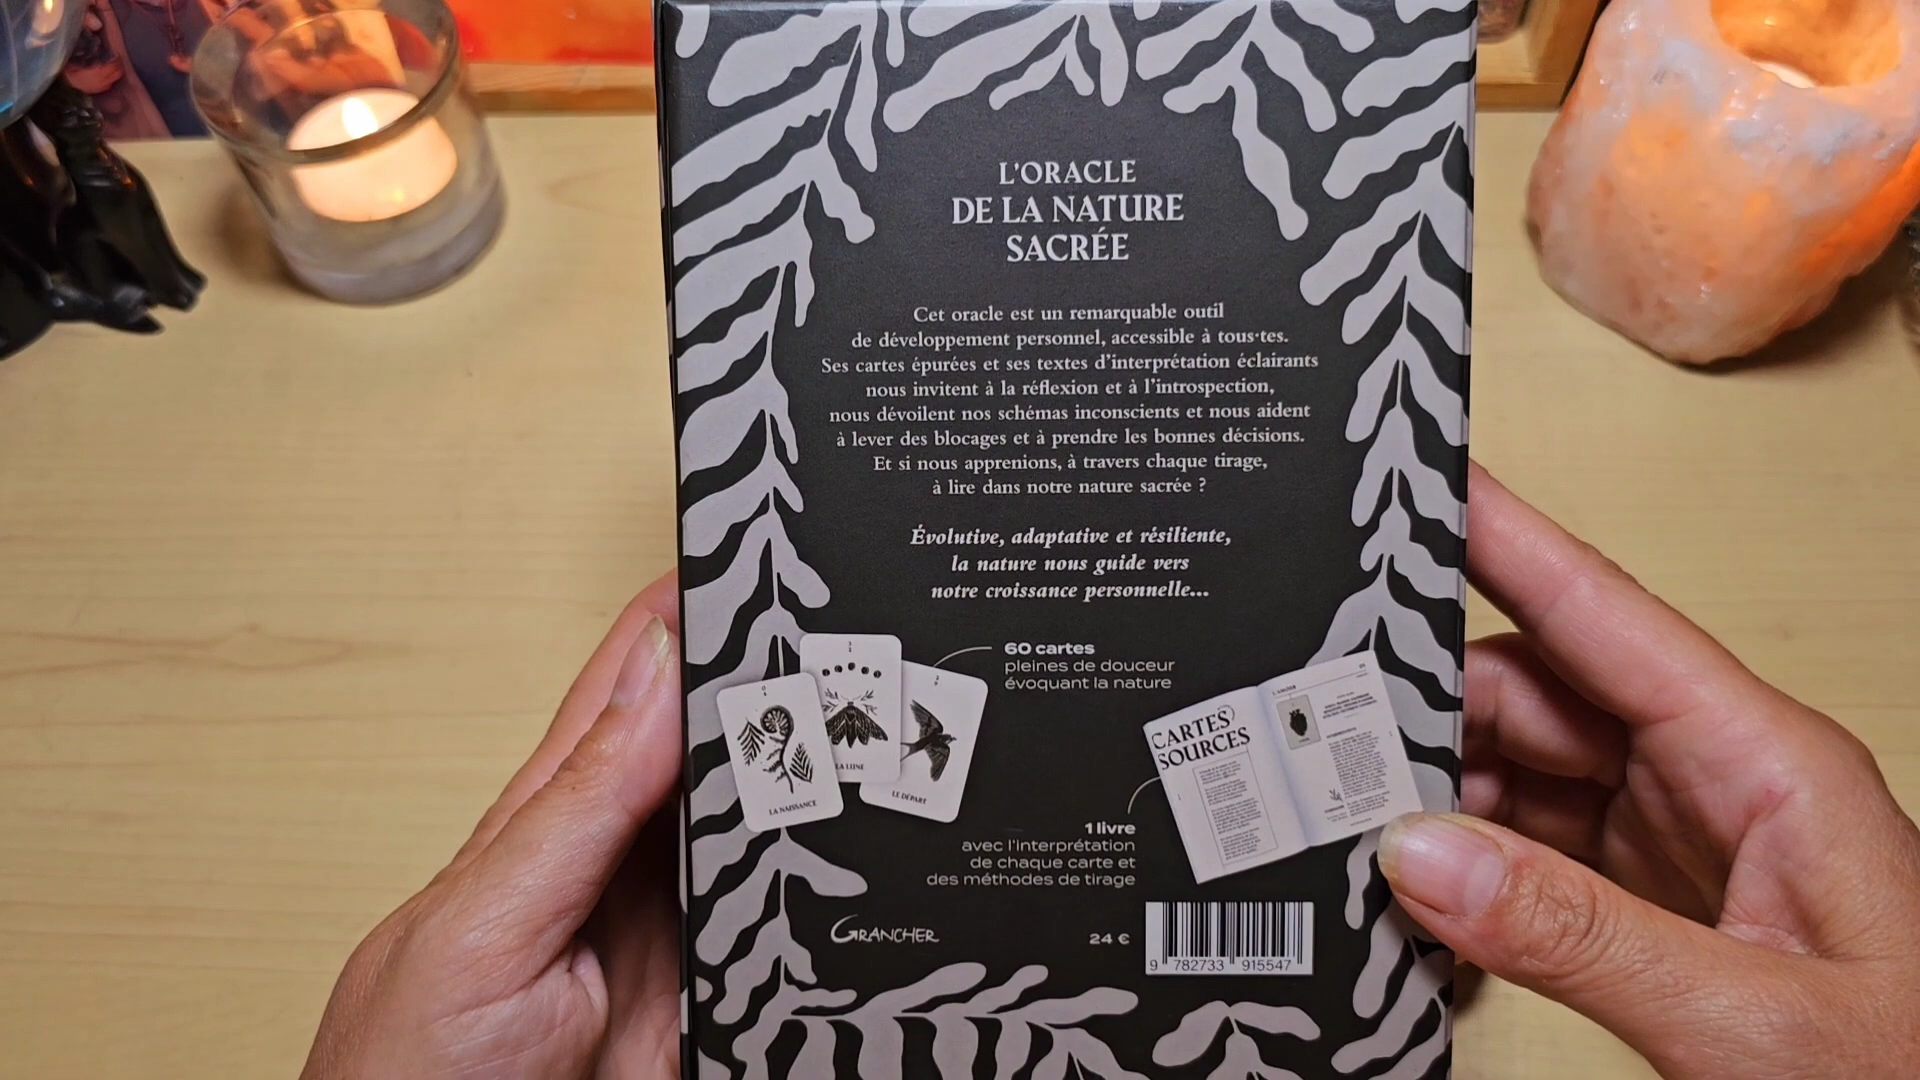 L'ORACLE
DE LA NATURE
SACRÉE
Cet oracle est un remarquable outil
de développement personnel, accessible à tous·tes.
Ses cartes épurées et ses textes d'interprétation éclairants
nous invitent à la réflexion et à l'introspection,
nous dévoilent nos schémas inconscients et nous aident
à lever des blocages et à prendre les bonnes décisions.
Et si nous apprenions, à travers chaque tirage,
à lire dans notre nature sacrée ?
Évolutive, adaptative et résiliente,
la nature nous guide vers
notre croissance personnelle...
60 cartes
pleines de douceur
évoquant la nature
LA NAISSANCE
LA LUNE
LE DÉPART
CARTES
SOURCES
1 livre
avec l'interprétation
de chaque carte et
des méthodes de tirage
GRANCHER
24 €
9 782733 915547